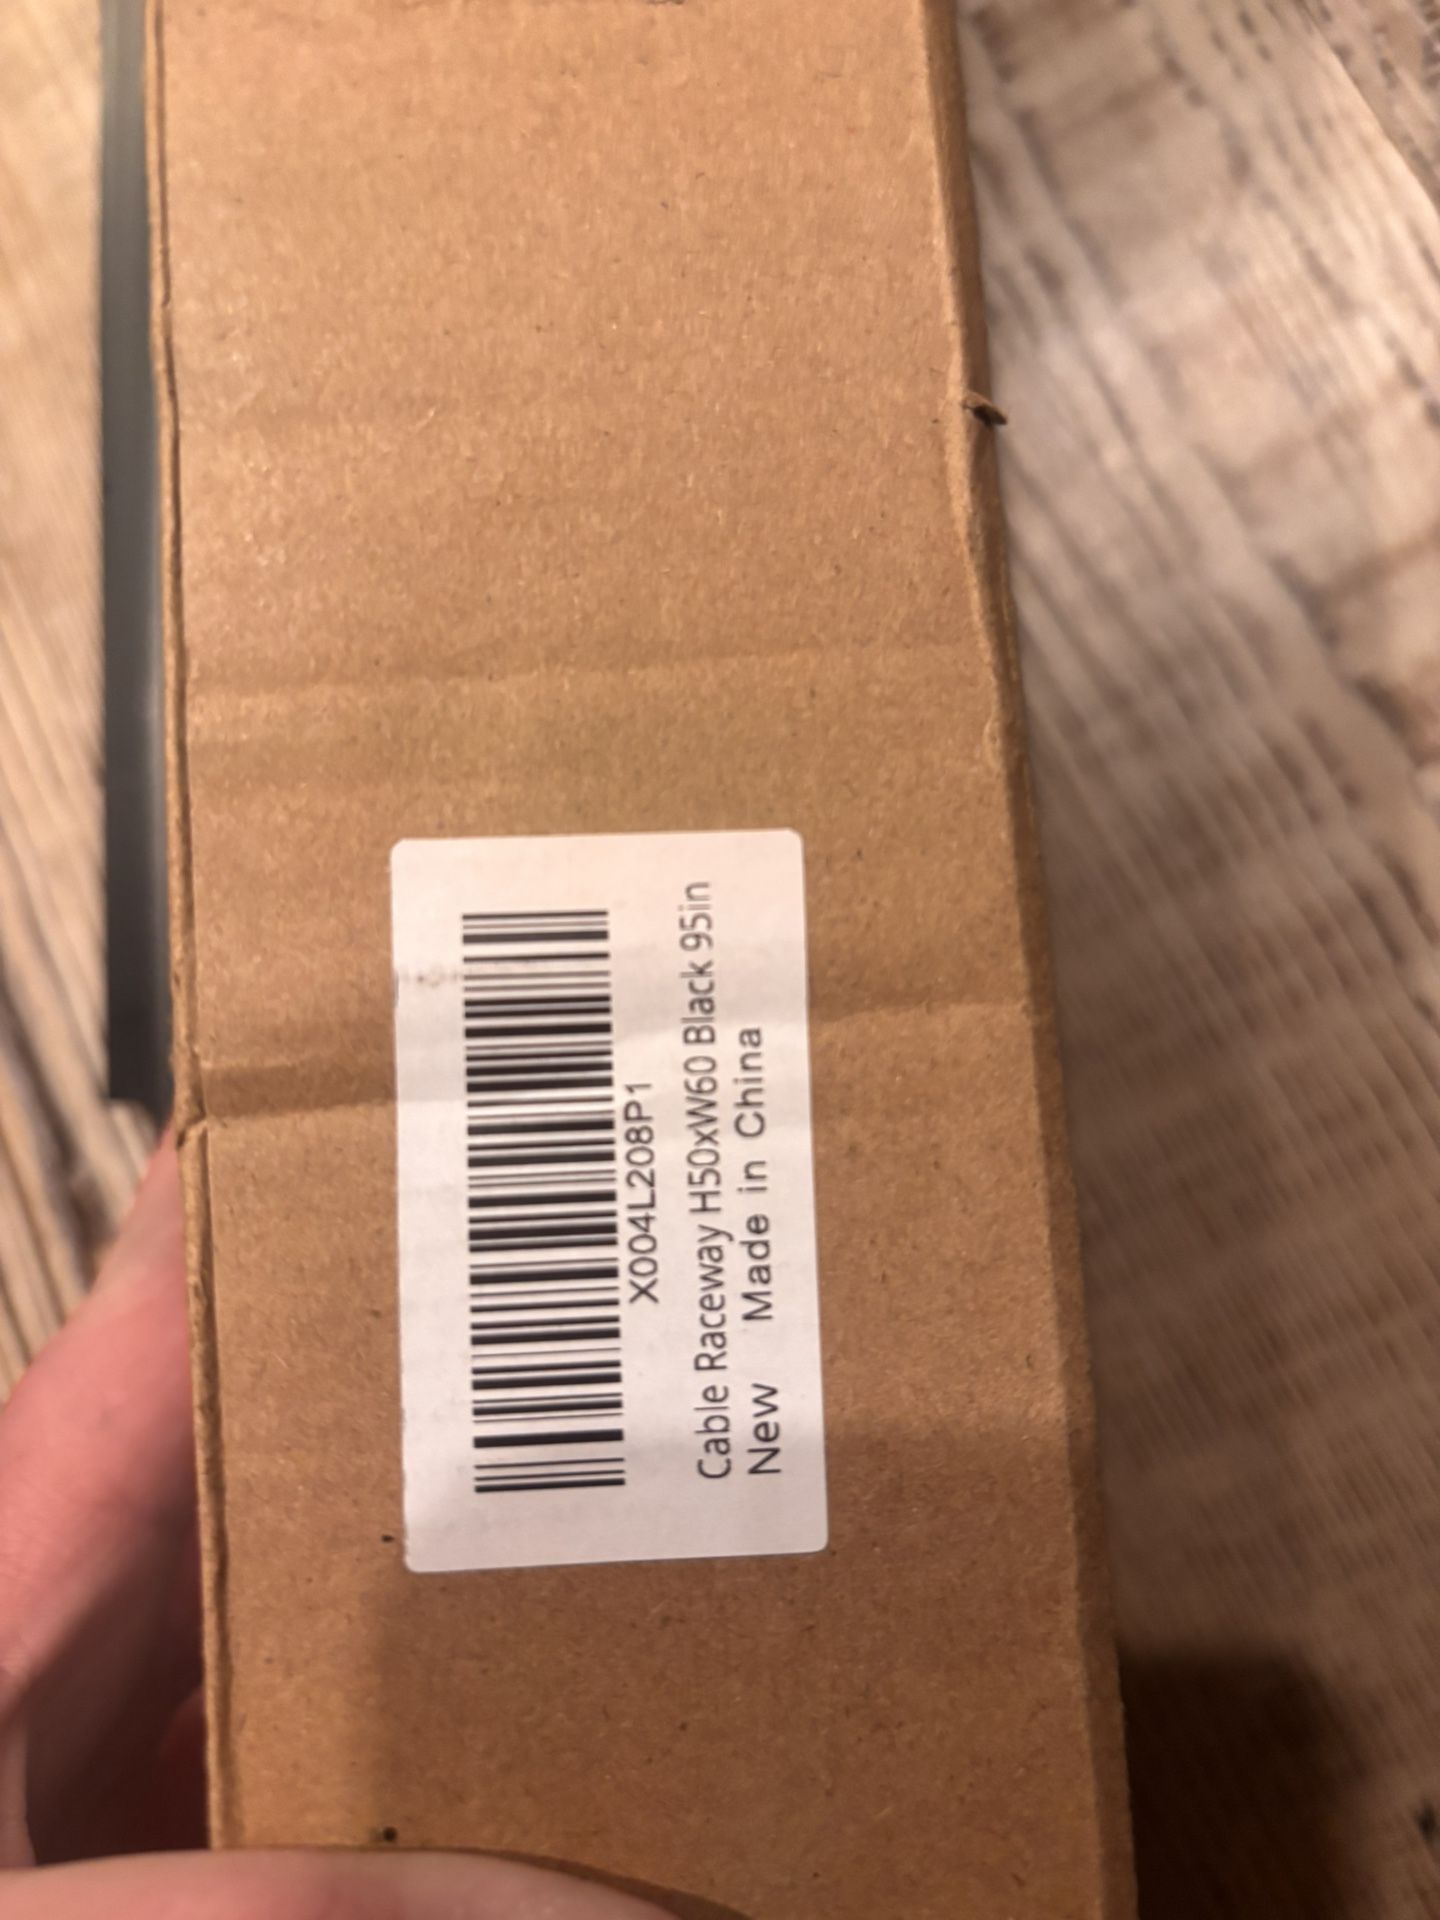 X004L208P1
Cable Raceway H50xW60 Black 95in
New Made in China